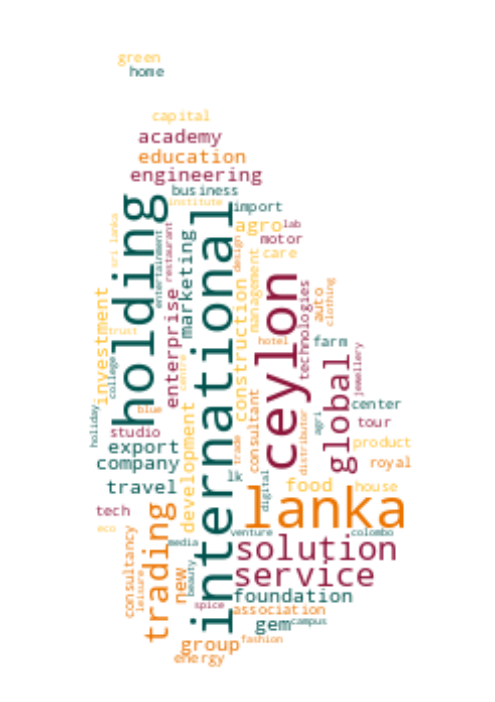 green
home
capital
academy
education
engineering
business
institute
import
holding
international
agro
lab
motor
sri lanka
entertainment
restaurant
marketing
design
care
management
ceylon
technologies
auto
clothing
investment
enterprise
construction
hotel
farm
trust
college
centre
global
jewellery
blue
holiday
studio
consultant
distributor
agri
center
tour
export
trade
product
company
development
lk
digital
food
house
royal
travel
lanka
tech
trading
eco
venture
colombo
consultancy
media
solution
leisure
new
beauty
service
foundation
spice
association
gem
campus
group
fashion
energy